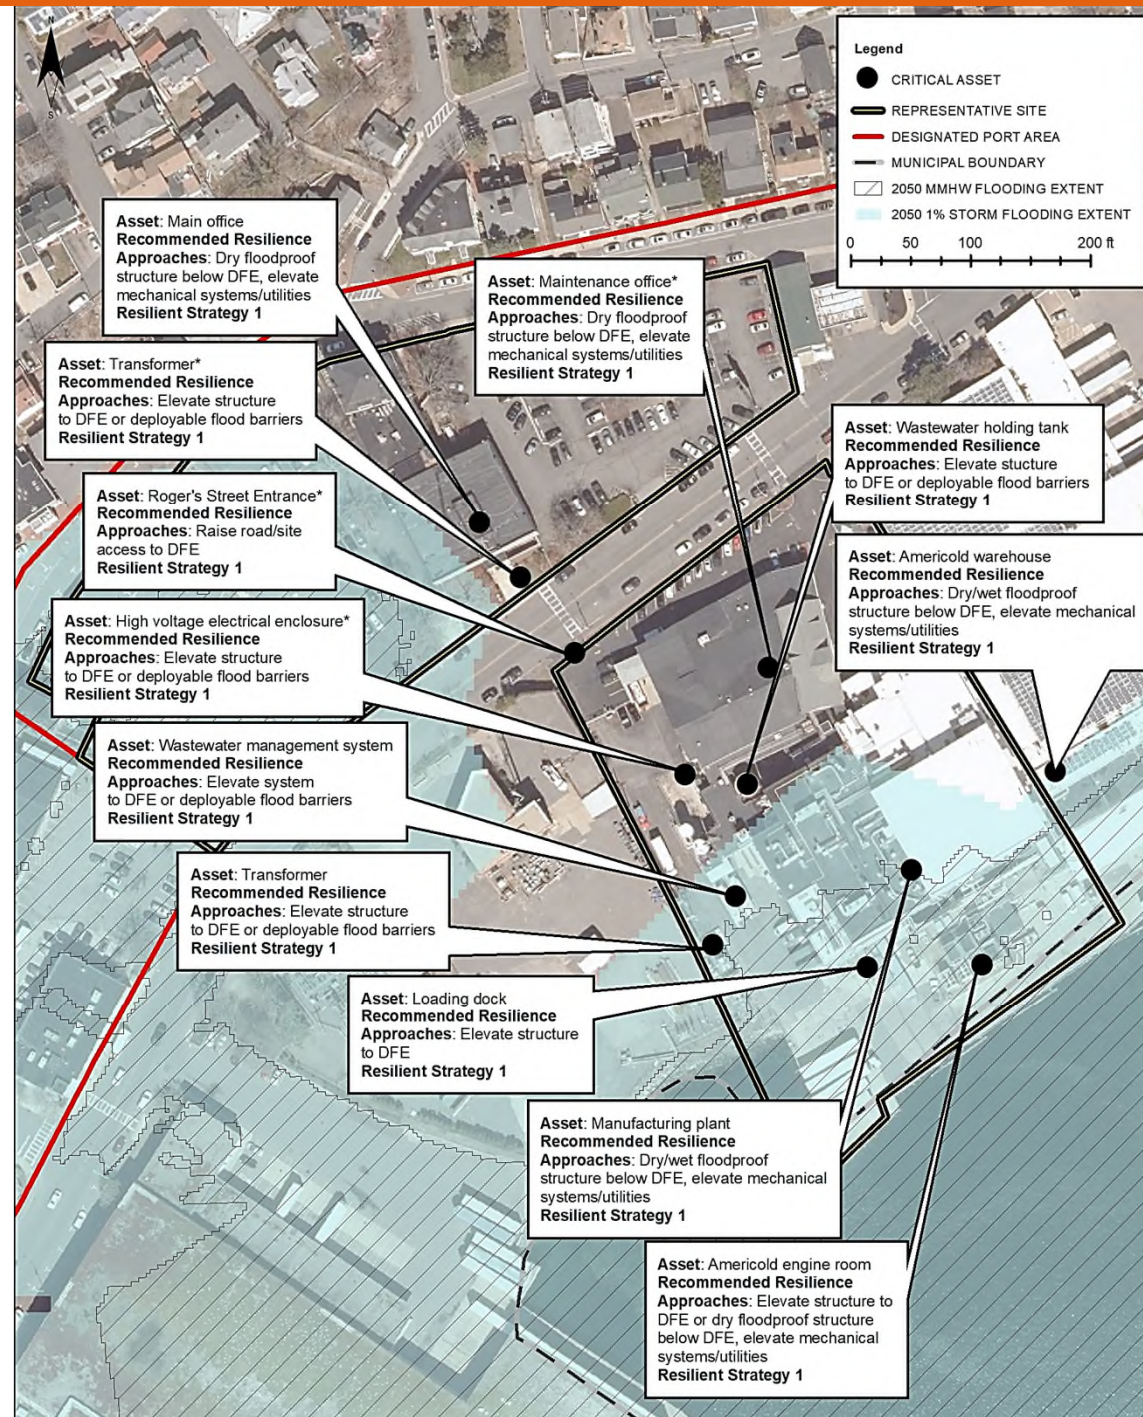 N
S
Legend
CRITICAL ASSET
REPRESENTATIVE SITE
DESIGNATED PORT AREA
MUNICIPAL BOUNDARY
2050 MMHW FLOODING EXTENT
2050 1% STORM FLOODING EXTENT
0 50 100 200 ft
Asset: Main office
Recommended Resilience
Approaches: Dry floodproof
structure below DFE, elevate
mechanical systems/utilities
Resilient Strategy 1
Asset: Maintenance office*
Recommended Resilience
Approaches: Dry floodproof
structure below DFE, elevate
mechanical systems/utilities
Resilient Strategy 1
Asset: Transformer*
Recommended Resilience
Approaches: Elevate structure
to DFE or deployable flood barriers
Resilient Strategy 1
Asset: Wastewater holding tank
Recommended Resilience
Approaches: Elevate stucture
to DFE or deployable flood barriers
Resilient Strategy 1
Asset: Roger's Street Entrance*
Recommended Resilience
Approaches: Raise road/site
access to DFE
Resilient Strategy 1
Asset: Americold warehouse
Recommended Resilience
Approaches: Dry/wet floodproof
structure below DFE, elevate mechanical
systems/utilities
Resilient Strategy 1
Asset: High voltage electrical enclosure*
Recommended Resilience
Approaches: Elevate structure
to DFE or deployable flood barriers
Resilient Strategy 1
Asset: Wastewater management system
Recommended Resilience
Approaches: Elevate system
to DFE or deployable flood barriers
Resilient Strategy 1
Asset: Transformer
Recommended Resilience
Approaches: Elevate structure
to DFE or deployable flood barriers
Resilient Strategy 1
Asset: Loading dock
Recommended Resilience
Approaches: Elevate structure
to DFE
Resilient Strategy 1
Asset: Manufacturing plant
Recommended Resilience
Approaches: Dry/wet floodproof
structure below DFE, elevate mechanical
systems/utilities
Resilient Strategy 1
Asset: Americold engine room
Recommended Resilience
Approaches: Elevate structure to
DFE or dry floodproof structure
below DFE, elevate mechanical
systems/utilities
Resilient Strategy 1